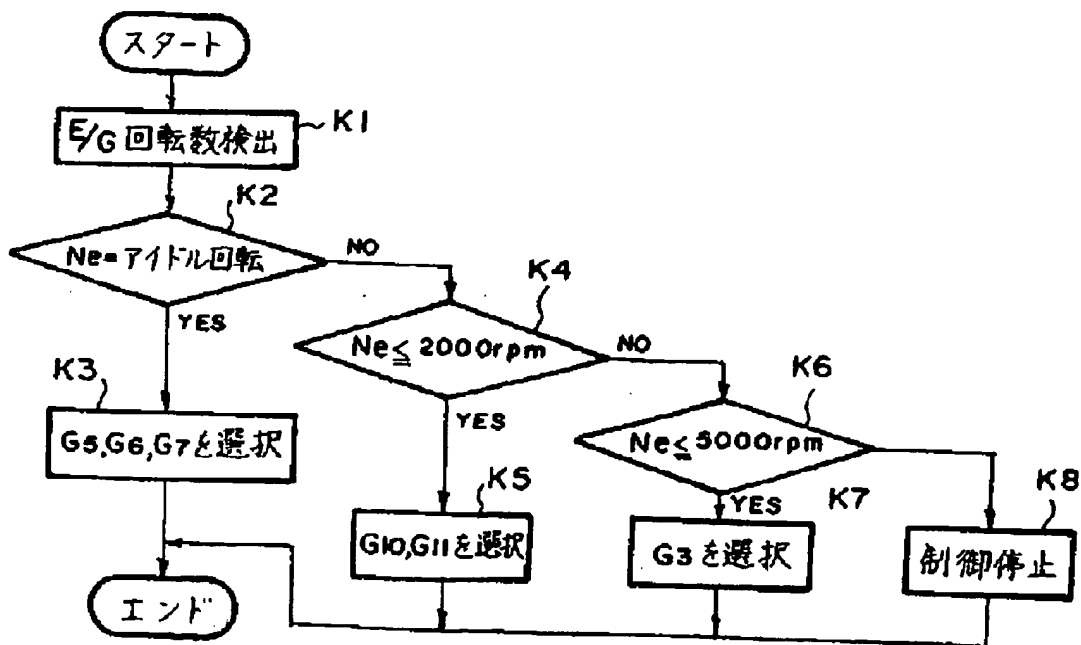 スタート
E/G 回転数検出
K1
K2
Ne=アイドル回転
NO
YES
K4
Ne≦2000rpm
NO
YES
K3
G5,G6,G7を選択
K6
Ne≦5000rpm
YES
K5
G10,G11を選択
K7
G3を選択
K8
制御停止
エンド